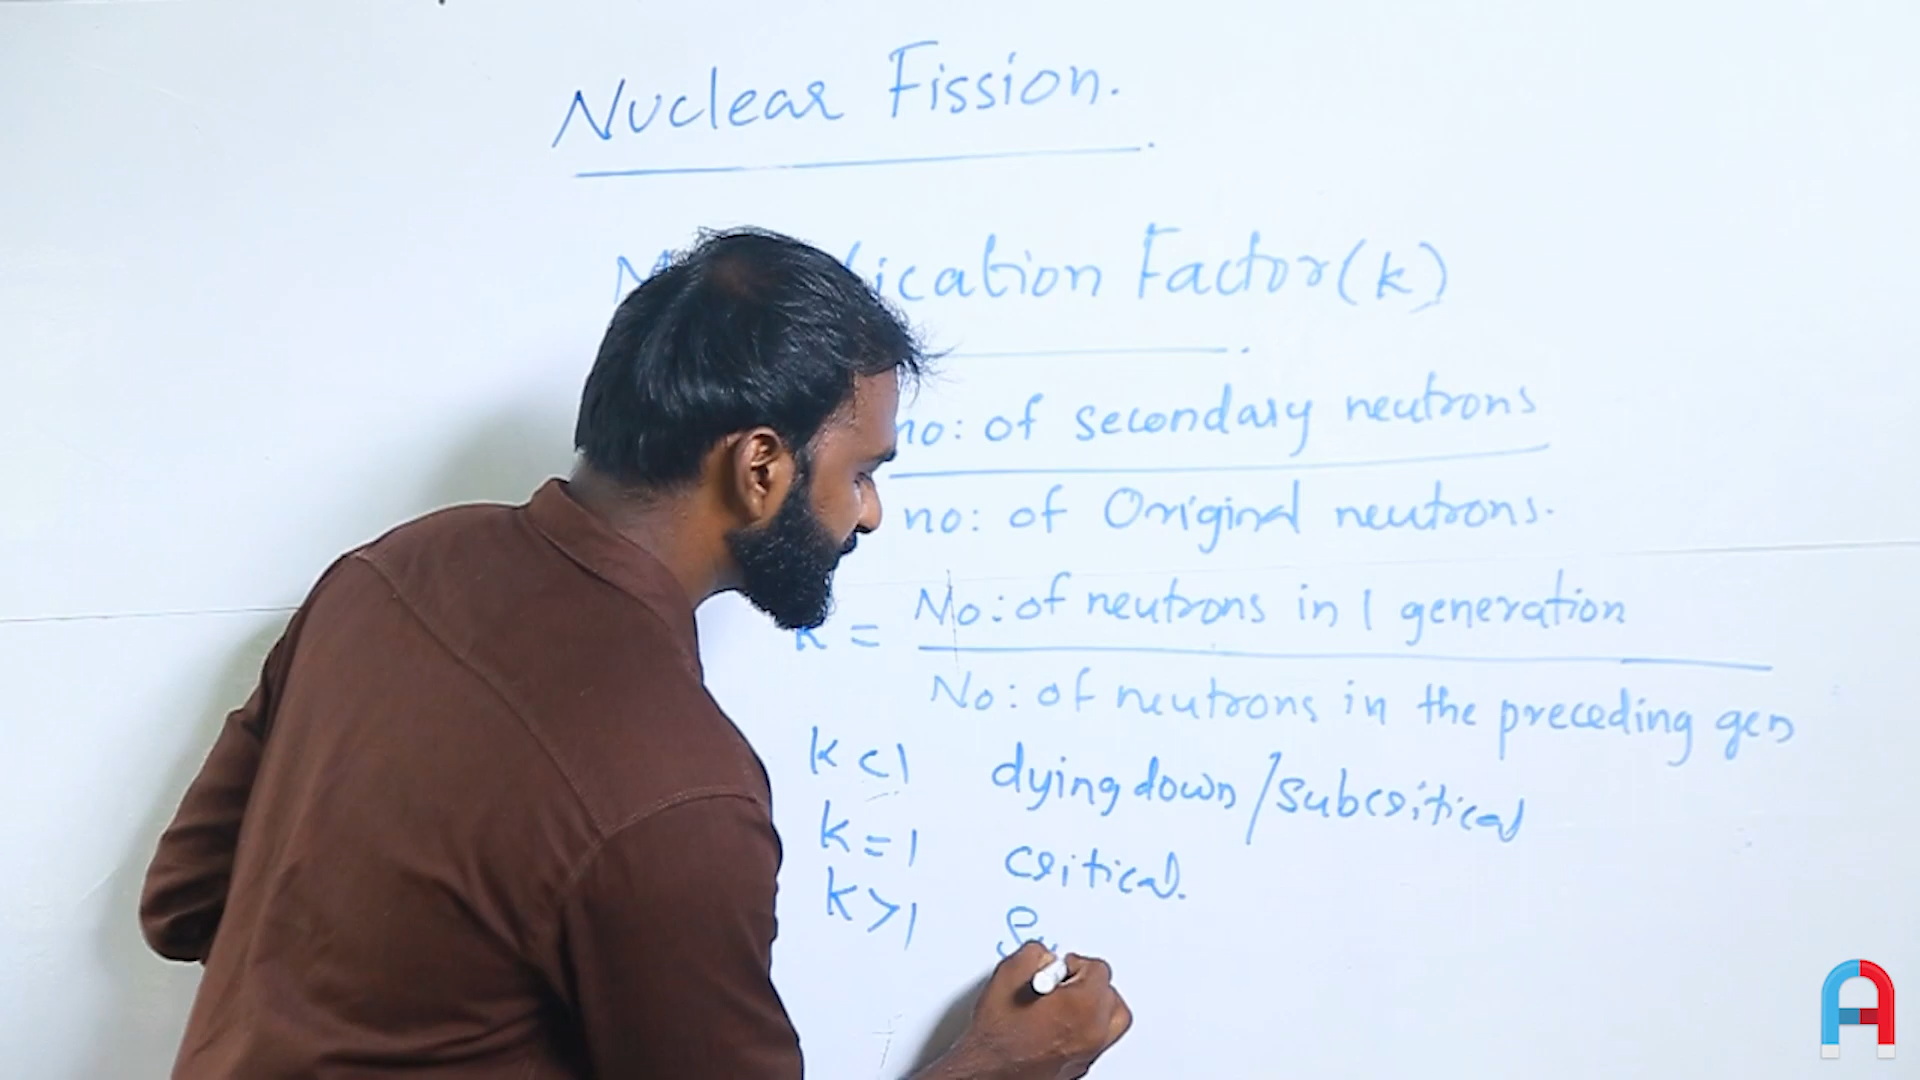 Nuclear Fission.
Factor (k)
no: of secondary neutrons
no: of Original neutrons.
k = No: of neutrons in 1 generation
No: of neutrons in the preceding gen
k < 1 dying down / subcritical
k = 1 critical.
k > 1